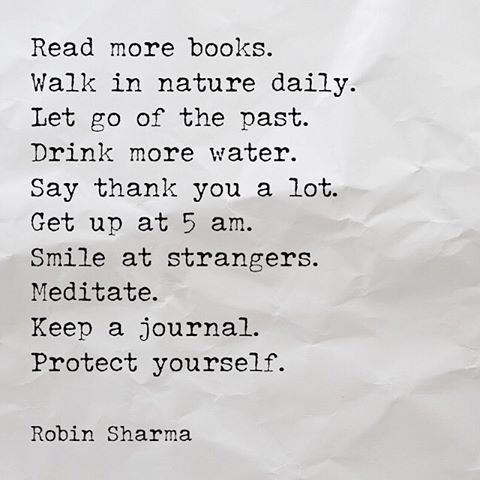 Read more books.
Walk in nature daily.
Let go of the past.
Drink more water.
Say thank you a lot.
Get up at 5 am.
Smile at strangers.
Meditate.
Keep a journal.
Protect yourself.
Robin Sharma